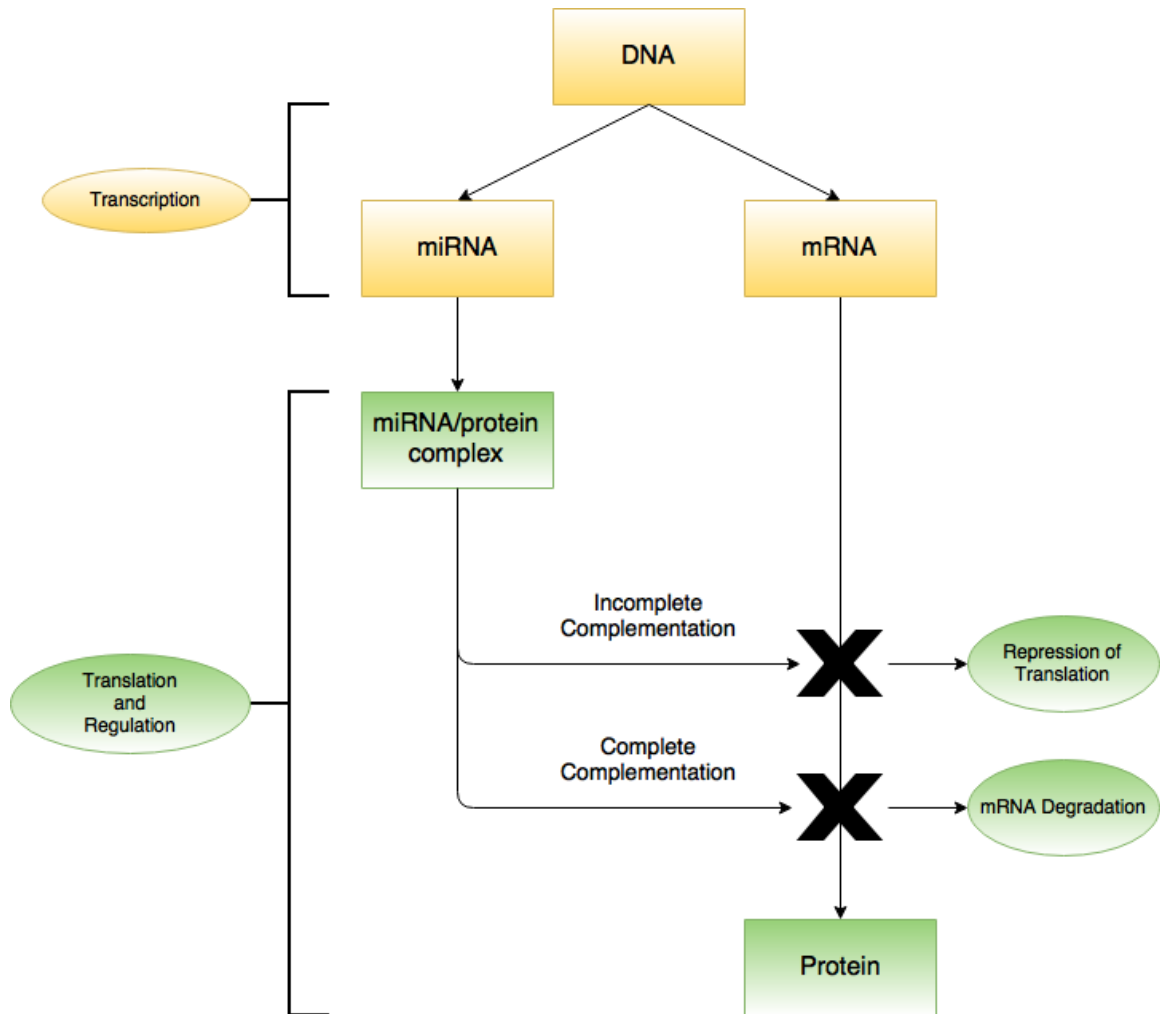 DNA
Transcription
miRNA
mRNA
miRNA/protein
complex
Incomplete
Complementation
Repression of
Translation
Translation
and
Regulation
Complete
Complementation
mRNA Degradation
Protein